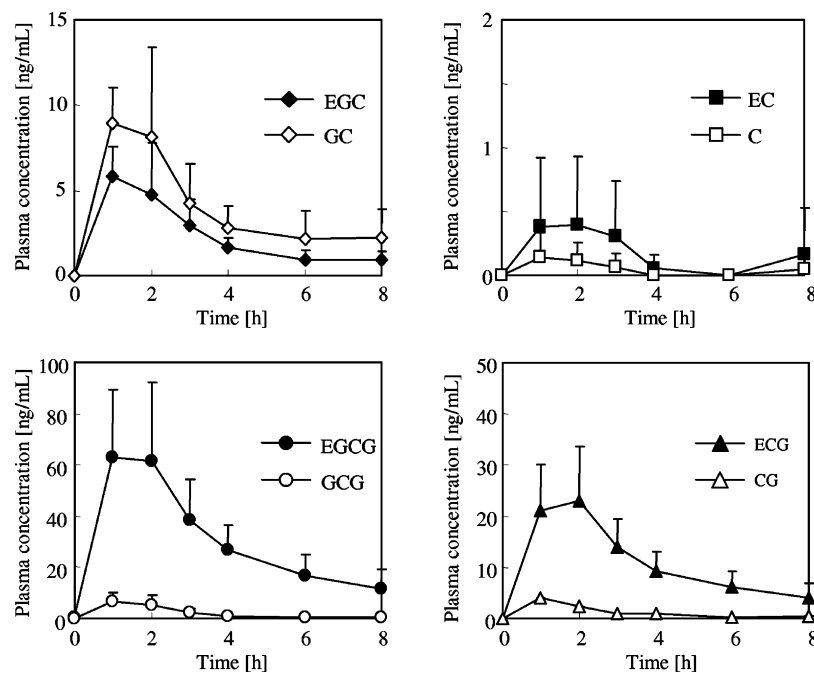 Plasma concentration [ng/mL]
15
10
5
0
EGC
GC
0 2 4 6 8
Time [h]
Plasma concentration [ng/mL]
2
1
0
EC
C
0 2 4 6 8
Time [h]
Plasma concentration [ng/mL]
100
80
60
40
20
0
EGCG
GCG
0 2 4 6 8
Time [h]
Plasma concentration [ng/mL]
50
40
30
20
10
0
ECG
CG
0 2 4 6 8
Time [h]